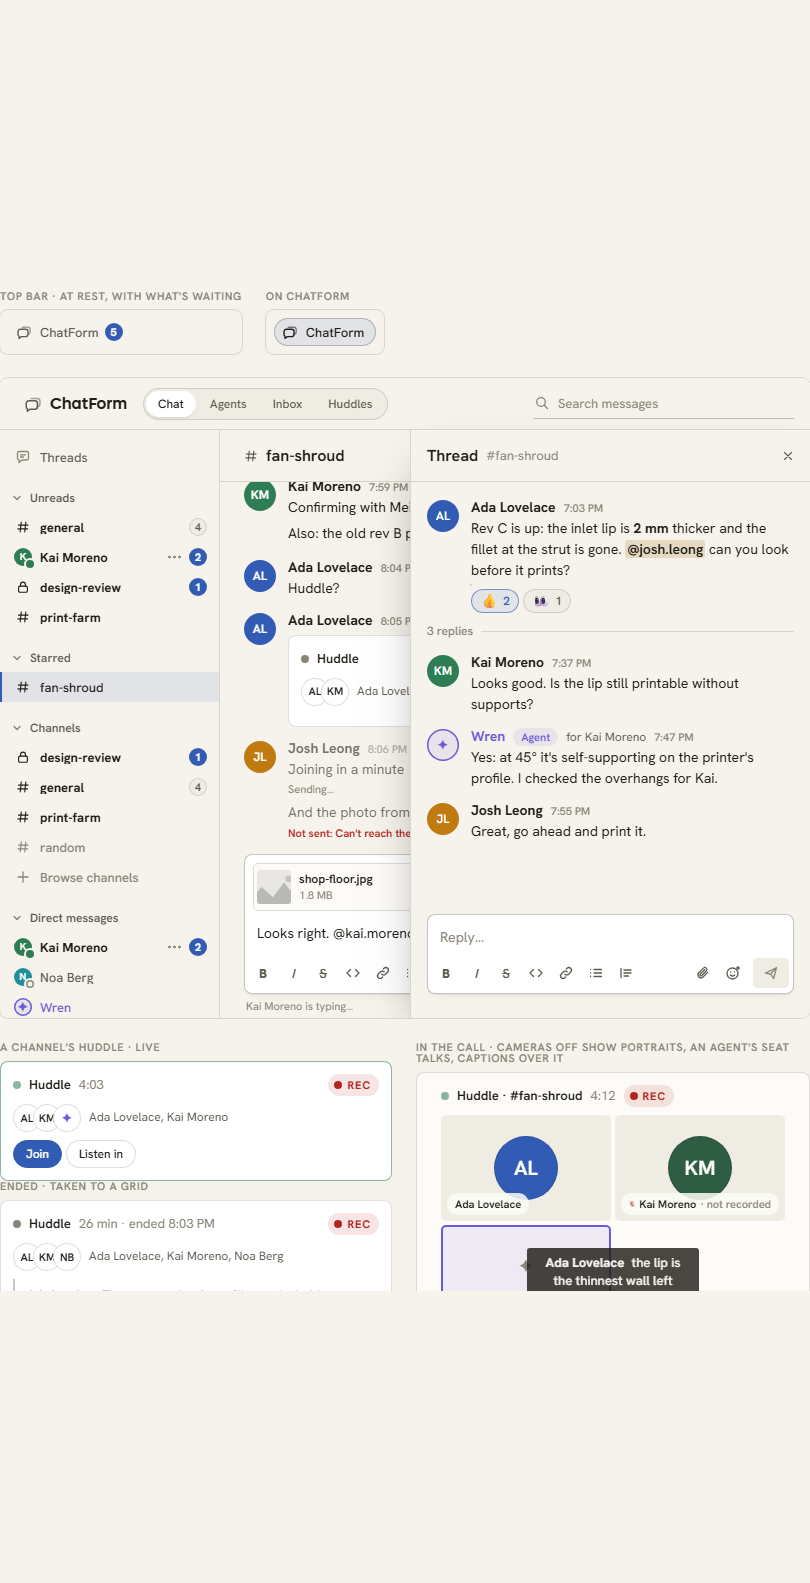 TOP BAR · AT REST, WITH WHAT'S WAITING
ON CHATFORM
ChatForm 5
ChatForm
ChatForm
Chat
Agents
Inbox
Huddles
Search messages
Threads
Unreads
general 4
K Kai Moreno 2
design-review 1
print-farm
Starred
# fan-shroud
Channels
design-review 1
# general 4
# print-farm
# random
Browse channels
Direct messages
K Kai Moreno 2
N Noa Berg
Wren
# fan-shroud
KM Kai Moreno 7:59 PM
Confirming with Mei
Also: the old rev B p
AL Ada Lovelace 8:04 P
Huddle?
AL Ada Lovelace 8:05 P
Huddle
AL KM Ada Lovel
JL Josh Leong 8:06 PM
Joining in a minute
Sending…
And the photo from
Not sent: Can't reach the
shop-floor.jpg
1.8 MB
Looks right. @kai.moreno
B I S
Kai Moreno is typing…
Thread #fan-shroud
AL Ada Lovelace 7:03 PM
Rev C is up: the inlet lip is 2 mm thicker and the
fillet at the strut is gone. @josh.leong can you look
before it prints?
👍 2 👀 1
3 replies
KM Kai Moreno 7:37 PM
Looks good. Is the lip still printable without
supports?
Wren Agent for Kai Moreno 7:47 PM
Yes: at 45° it's self-supporting on the printer's
profile. I checked the overhangs for Kai.
JL Josh Leong 7:55 PM
Great, go ahead and print it.
Reply…
B I S
A CHANNEL'S HUDDLE · LIVE
Huddle 4:03 REC
AL KM Ada Lovelace, Kai Moreno
Join Listen in
ENDED · TAKEN TO A GRID
Huddle 26 min · ended 8:03 PM REC
AL KM NB Ada Lovelace, Kai Moreno, Noa Berg
IN THE CALL · CAMERAS OFF SHOW PORTRAITS, AN AGENT'S SEAT
TALKS, CAPTIONS OVER IT
Huddle · #fan-shroud 4:12 REC
AL
KM
Ada Lovelace
Kai Moreno · not recorded
Ada Lovelace the lip is
the thinnest wall left